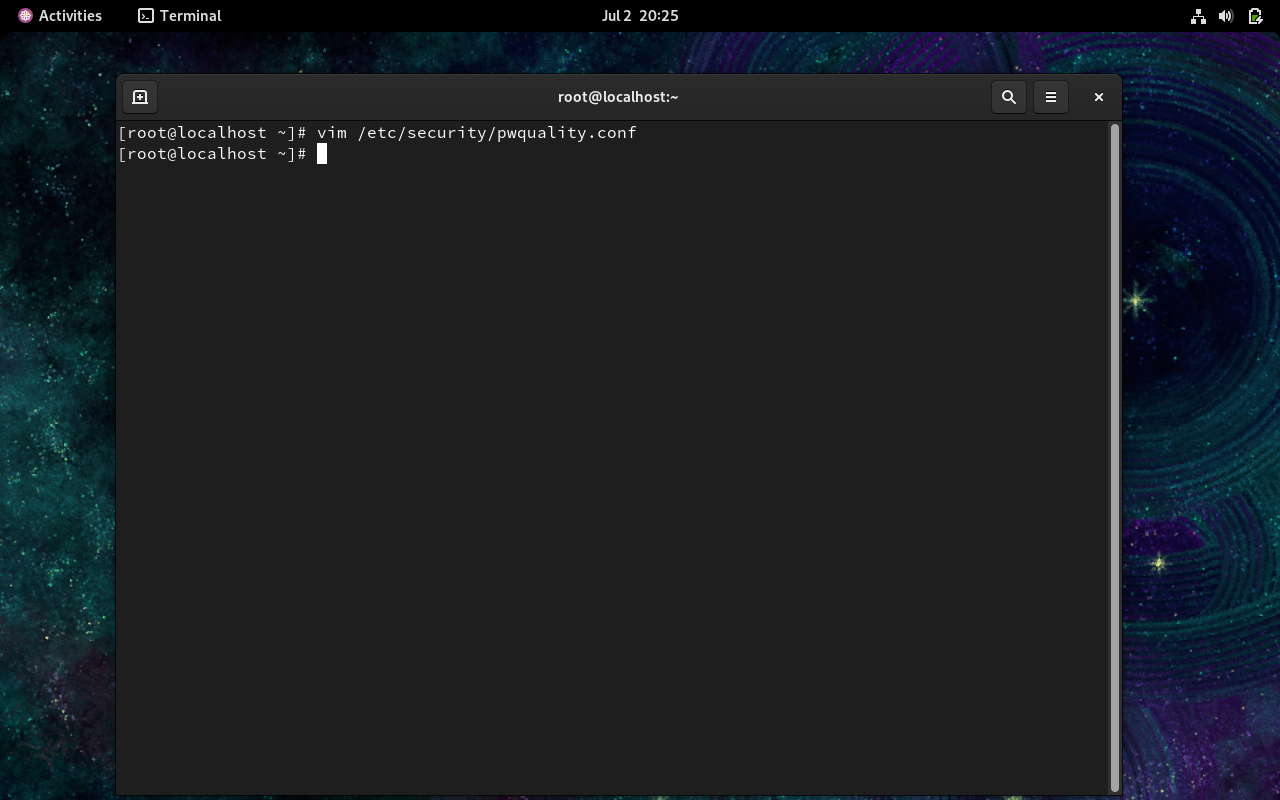 Activities Terminal Jul 2 20:25
root@localhost:~
[root@localhost ~]# vim /etc/security/pwquality.conf
[root@localhost ~]#